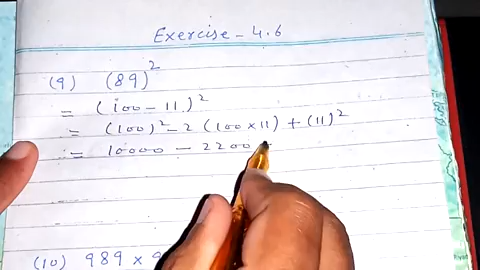 Exercise - 4.6
(9) (89)²
= (100 - 11)²
= (100)² - 2 (100 × 11) + (11)²
= 10000 - 2200
(10) 989 ×